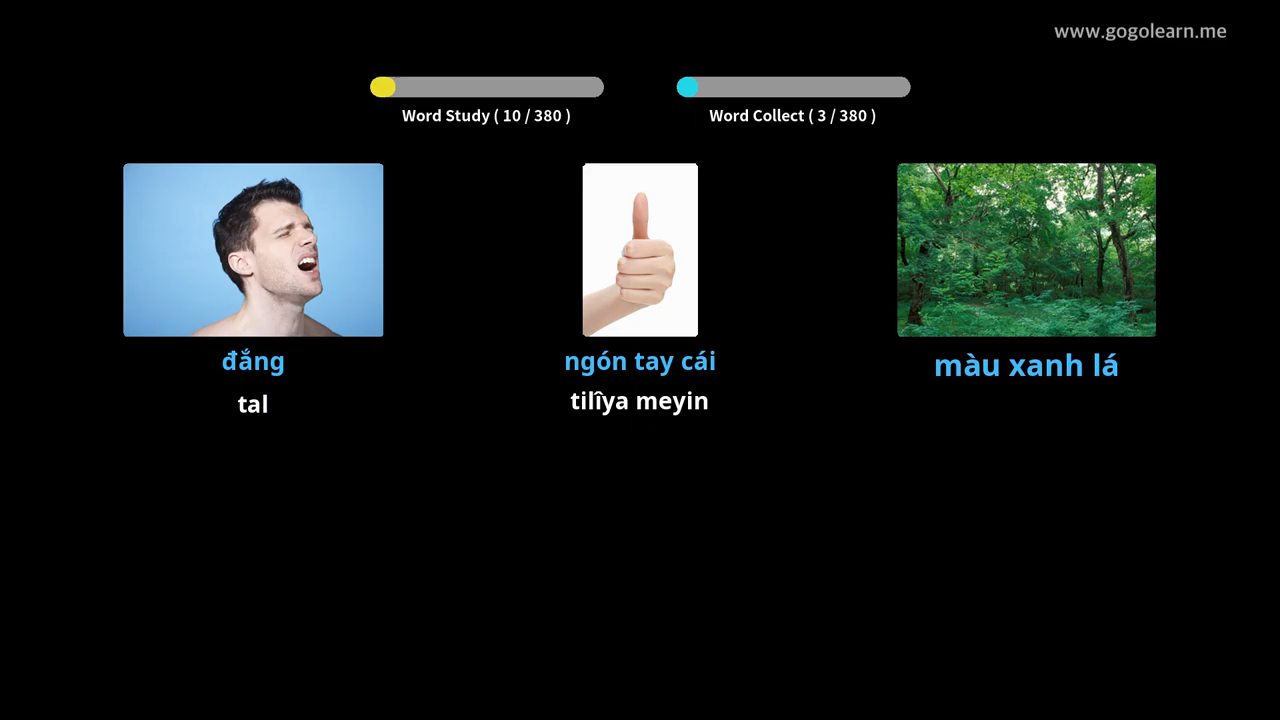 www.gogolearn.me
Word Study ( 10 / 380 )
Word Collect ( 3 / 380 )
đắng
tal
ngón tay cái
tilîya meyin
màu xanh lá